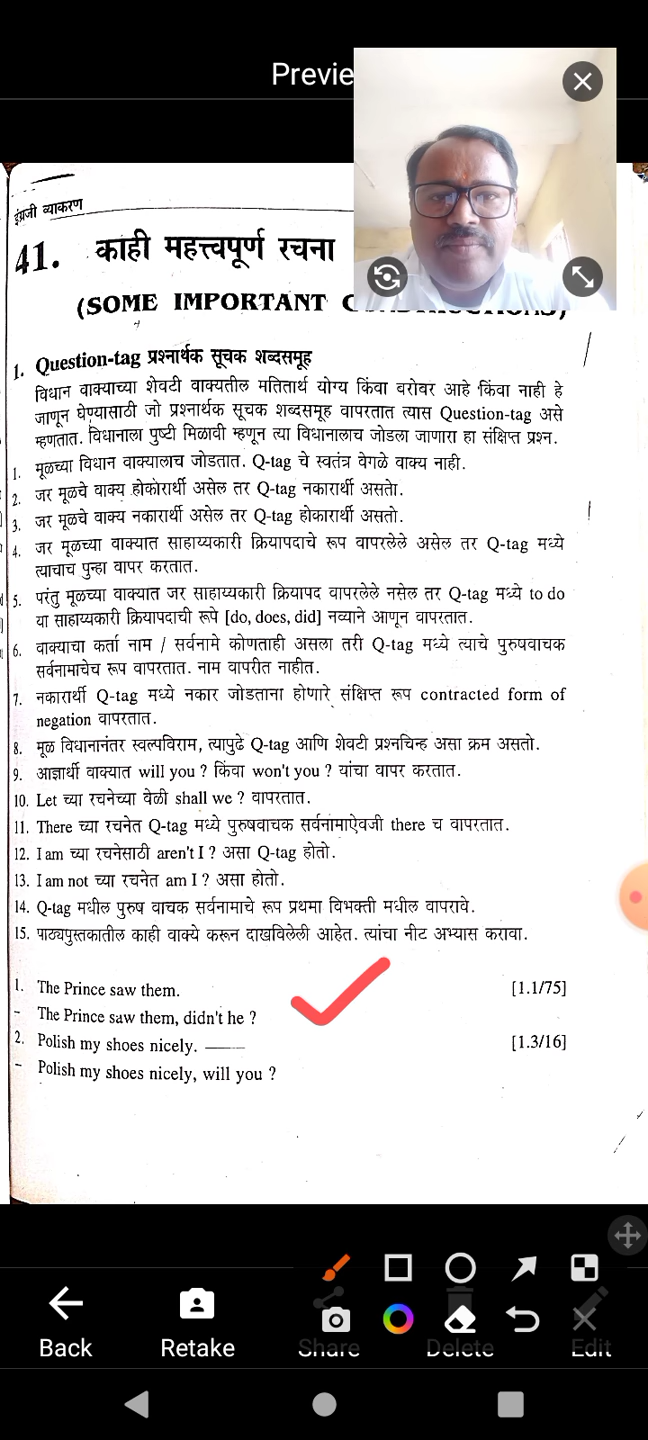 Previe
इंग्रजी व्याकरण
41. काही महत्त्वपूर्ण रचना
(SOME IMPORTANT
1. Question-tag प्रश्नार्थक सूचक शब्दसमूह
विधान वाक्याच्या शेवटी वाक्यतील मतितार्थ योग्य किंवा बरोबर आहे किंवा नाही हे
जाणून घेण्यासाठी जो प्रश्नार्थक सूचक शब्दसमूह वापरतात त्यास Question-tag असे
म्हणतात. विधानाला पुष्टी मिळावी म्हणून त्या विधानालाच जोडला जाणारा हा संक्षिप्त प्रश्न.
1. मूळच्या विधान वाक्यालाच जोडतात. Q-tag चे स्वतंत्र वेगळे वाक्य नाही.
2. जर मूळचे वाक्य होकारार्थी असेल तर Q-tag नकारार्थी असतो.
3. जर मूळचे वाक्य नकारार्थी असेल तर Q-tag होकारार्थी असतो.
4. जर मूळच्या वाक्यात साहाय्यकारी क्रियापदाचे रूप वापरलेले असेल तर Q-tag मध्ये
त्याचाच पुन्हा वापर करतात.
5. परंतु मूळच्या वाक्यात जर साहाय्यकारी क्रियापद वापरलेले नसेल तर Q-tag मध्ये to do
या साहाय्यकारी क्रियापदाची रूपे [do, does, did] नव्याने आणून वापरतात.
6. वाक्याचा कर्ता नाम / सर्वनामे कोणताही असला तरी Q-tag मध्ये त्याचे पुरुषवाचक
सर्वनामाचेच रूप वापरतात. नाम वापरीत नाहीत.
7. नकारार्थी Q-tag मध्ये नकार जोडताना होणारे संक्षिप्त रूप contracted form of
negation वापरतात.
8. मूळ विधानानंतर स्वल्पविराम, त्यापुढे Q-tag आणि शेवटी प्रश्नचिन्ह असा क्रम असतो.
9. आज्ञार्थी वाक्यात will you ? किंवा won't you ? यांचा वापर करतात.
10. Let च्या रचनेच्या वेळी shall we ? वापरतात.
11. There च्या रचनेत Q-tag मध्ये पुरुषवाचक सर्वनामाऐवजी there च वापरतात.
12. I am च्या रचनेसाठी aren't I ? असा Q-tag होतो.
13. I am not च्या रचनेत am I ? असा होतो.
14. Q-tag मधील पुरुष वाचक सर्वनामाचे रूप प्रथमा विभक्ती मधील वापरावे.
15. पाठ्यपुस्तकातील काही वाक्ये करून दाखविलेली आहेत. त्यांचा नीट अभ्यास करावा.
1. The Prince saw them. [1.1/75]
- The Prince saw them, didn't he ?
2. Polish my shoes nicely. —— [1.3/16]
- Polish my shoes nicely, will you ?
Back Retake Share Delete Edit